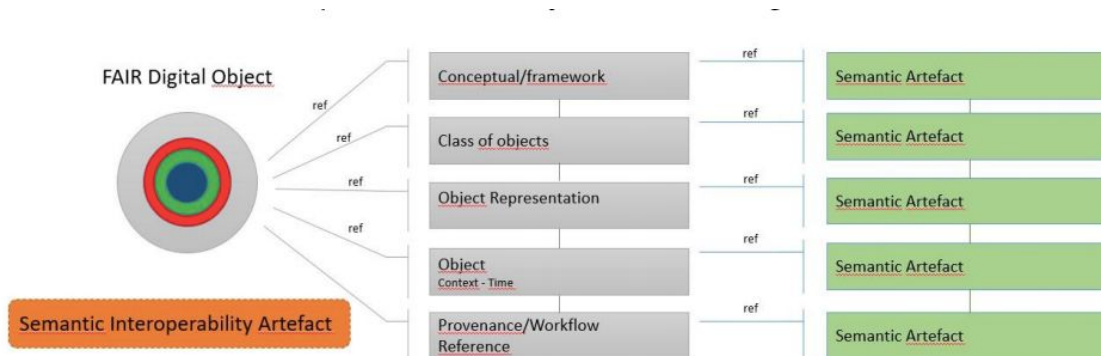 FAIR Digital Object
ref
ref
ref
ref
ref
Conceptual/framework
Class of objects
Object Representation
Object
Context - Time
Provenance/Workflow
Reference
ref
ref
ref
ref
ref
Semantic Artefact
Semantic Artefact
Semantic Artefact
Semantic Artefact
Semantic Artefact
Semantic Interoperability Artefact